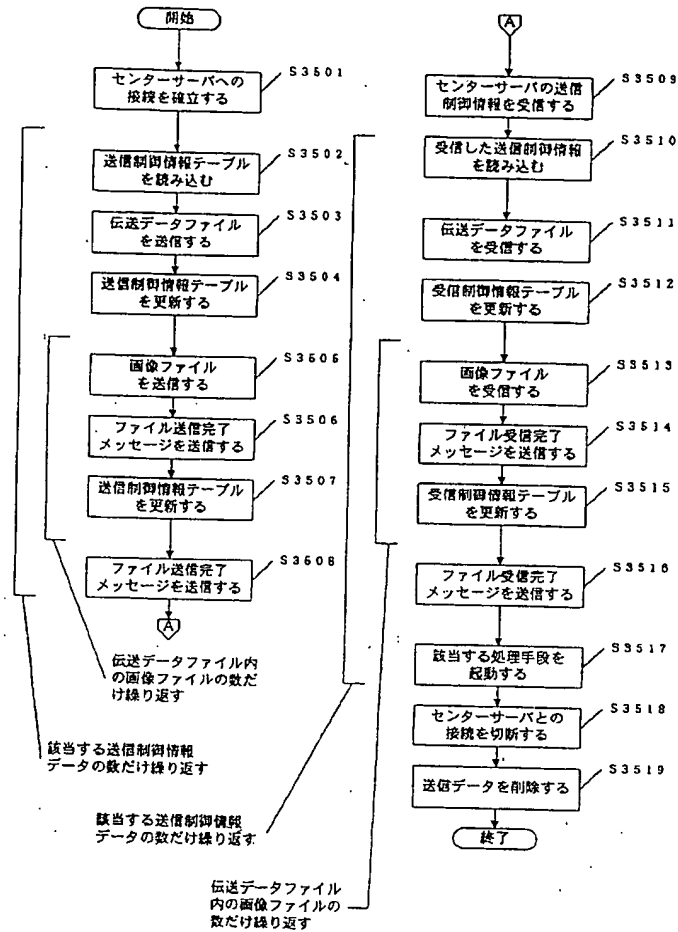 開始
センターサーバへの
接続を確立する
S3501
送信制御情報テーブル
を読み込む
S3502
伝送データファイル
を送信する
S3503
送信制御情報テーブル
を更新する
S3504
画像ファイル
を送信する
S3505
ファイル送信完了
メッセージを送信する
S3506
送信制御情報テーブル
を更新する
S3507
ファイル送信完了
メッセージを送信する
S3508
A
伝送データファイル内
の画像ファイルの数だ
け繰り返す
該当する送信制御情報
データの数だけ繰り返す
A
センターサーバの送信
制御情報を受信する
S3509
受信した送信制御情報
を読み込む
S3510
伝送データファイル
を受信する
S3511
受信制御情報テーブル
を更新する
S3512
画像ファイル
を受信する
S3513
ファイル受信完了
メッセージを送信する
S3514
受信制御情報テーブル
を更新する
S3515
ファイル受信完了
メッセージを送信する
S3516
該当する処理手段を
起動する
S3517
センターサーバとの
接続を切断する
S3518
送信データを削除する
S3519
終了
該当する送信制御情報
データの数だけ繰り返す
伝送データファイル
内の画像ファイルの
数だけ繰り返す